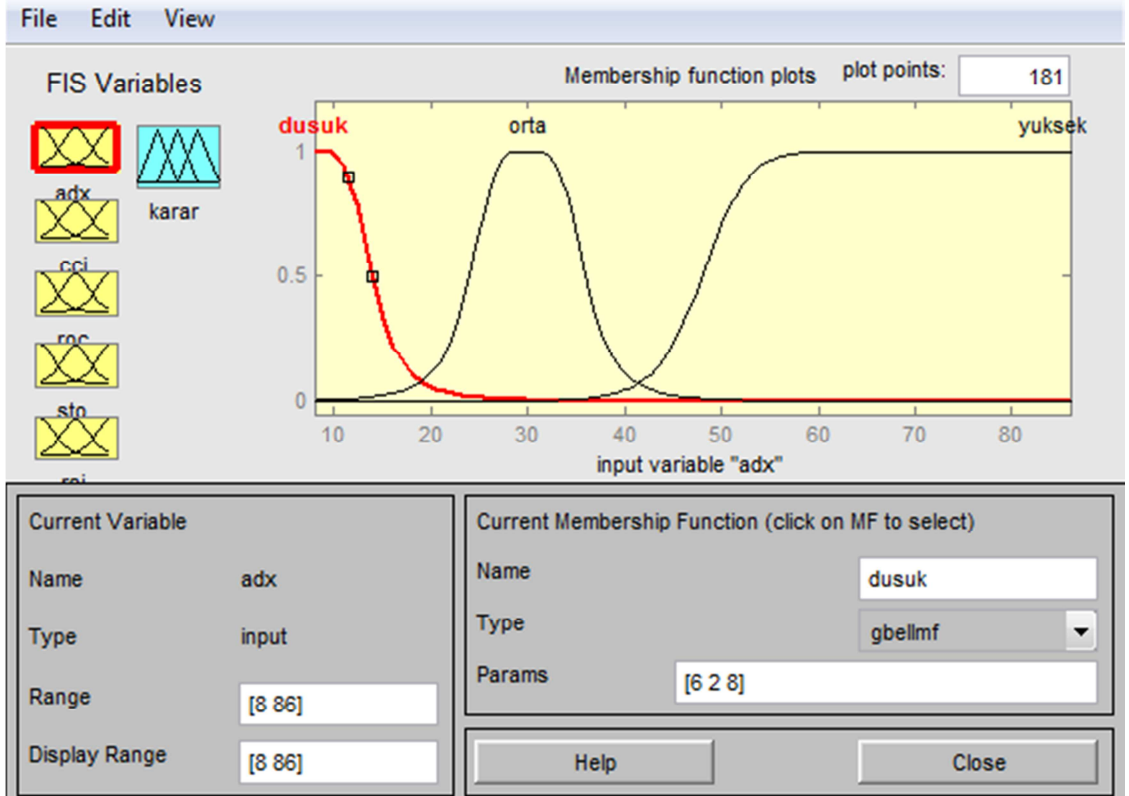 File Edit View
FIS Variables
Membership function plots plot points: 181
dusuk orta yuksek
1
0.5
0
10 20 30 40 50 60 70 80
input variable "adx"
adx
karar
cci
roc
sto
Current Variable
Name adx
Type input
Range [8 86]
Display Range [8 86]
Current Membership Function (click on MF to select)
Name dusuk
Type gbellmf
Params [6 2 8]
Help Close